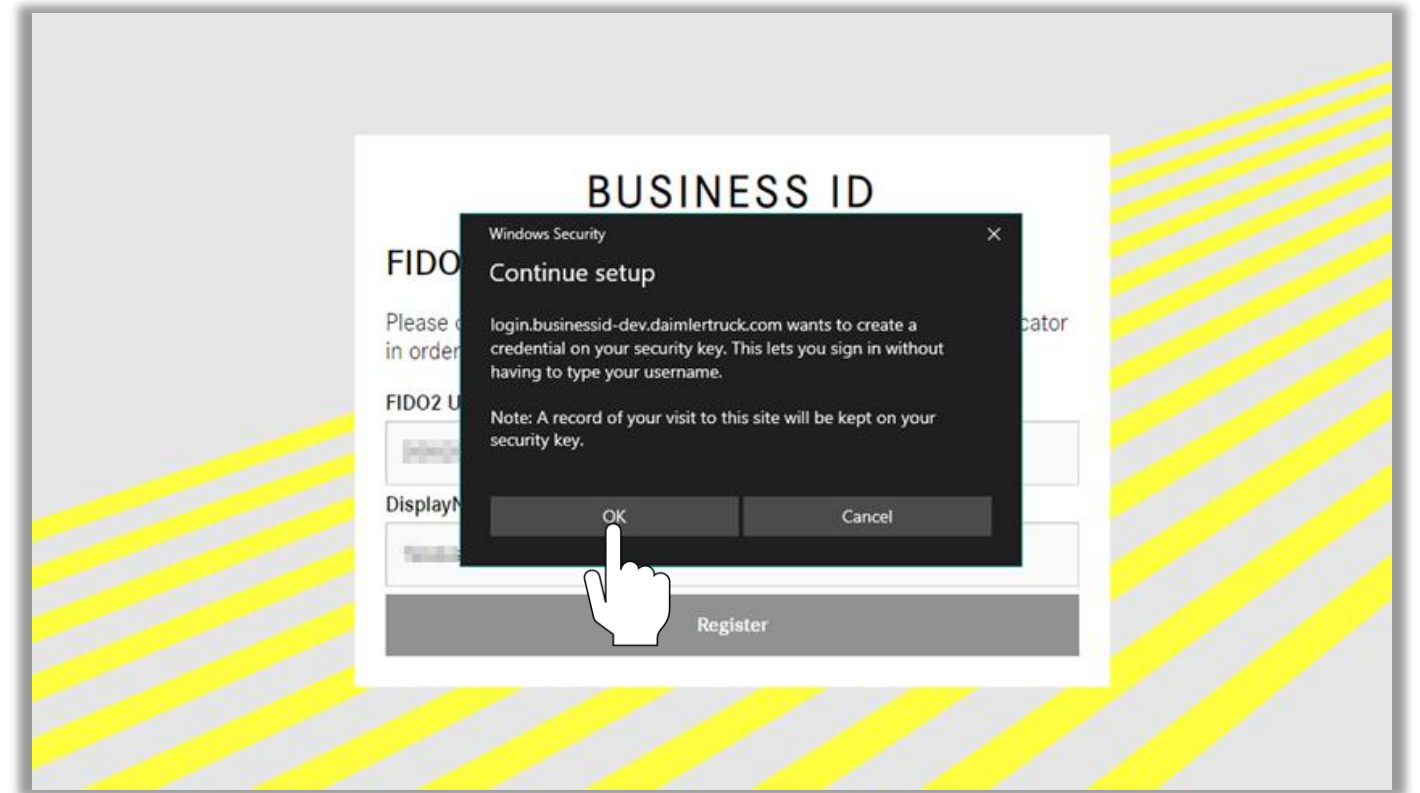 BUSINESS ID
Windows Security
FIDO
Continue setup
Please
login.businessid-dev.daimlertruck.com wants to create a
in order
credential on your security key. This lets you sign in without
having to type your username.
FIDO2 U
Note: A record of your visit to this site will be kept on your
security key.
DisplayN
OK Cancel
Register